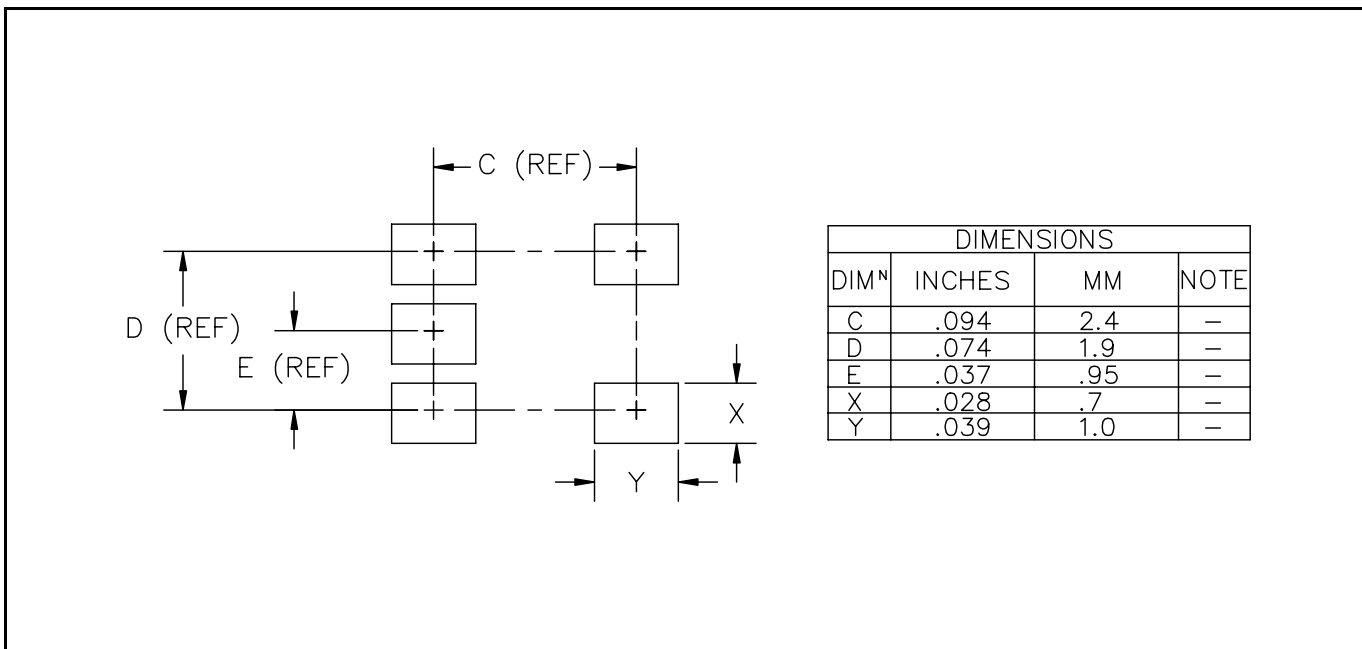 C (REF)
D (REF)
E (REF)
X
Y
DIMENSIONS
DIMᴺ INCHES MM NOTE
C .094 2.4 –
D .074 1.9 –
E .037 .95 –
X .028 .7 –
Y .039 1.0 –